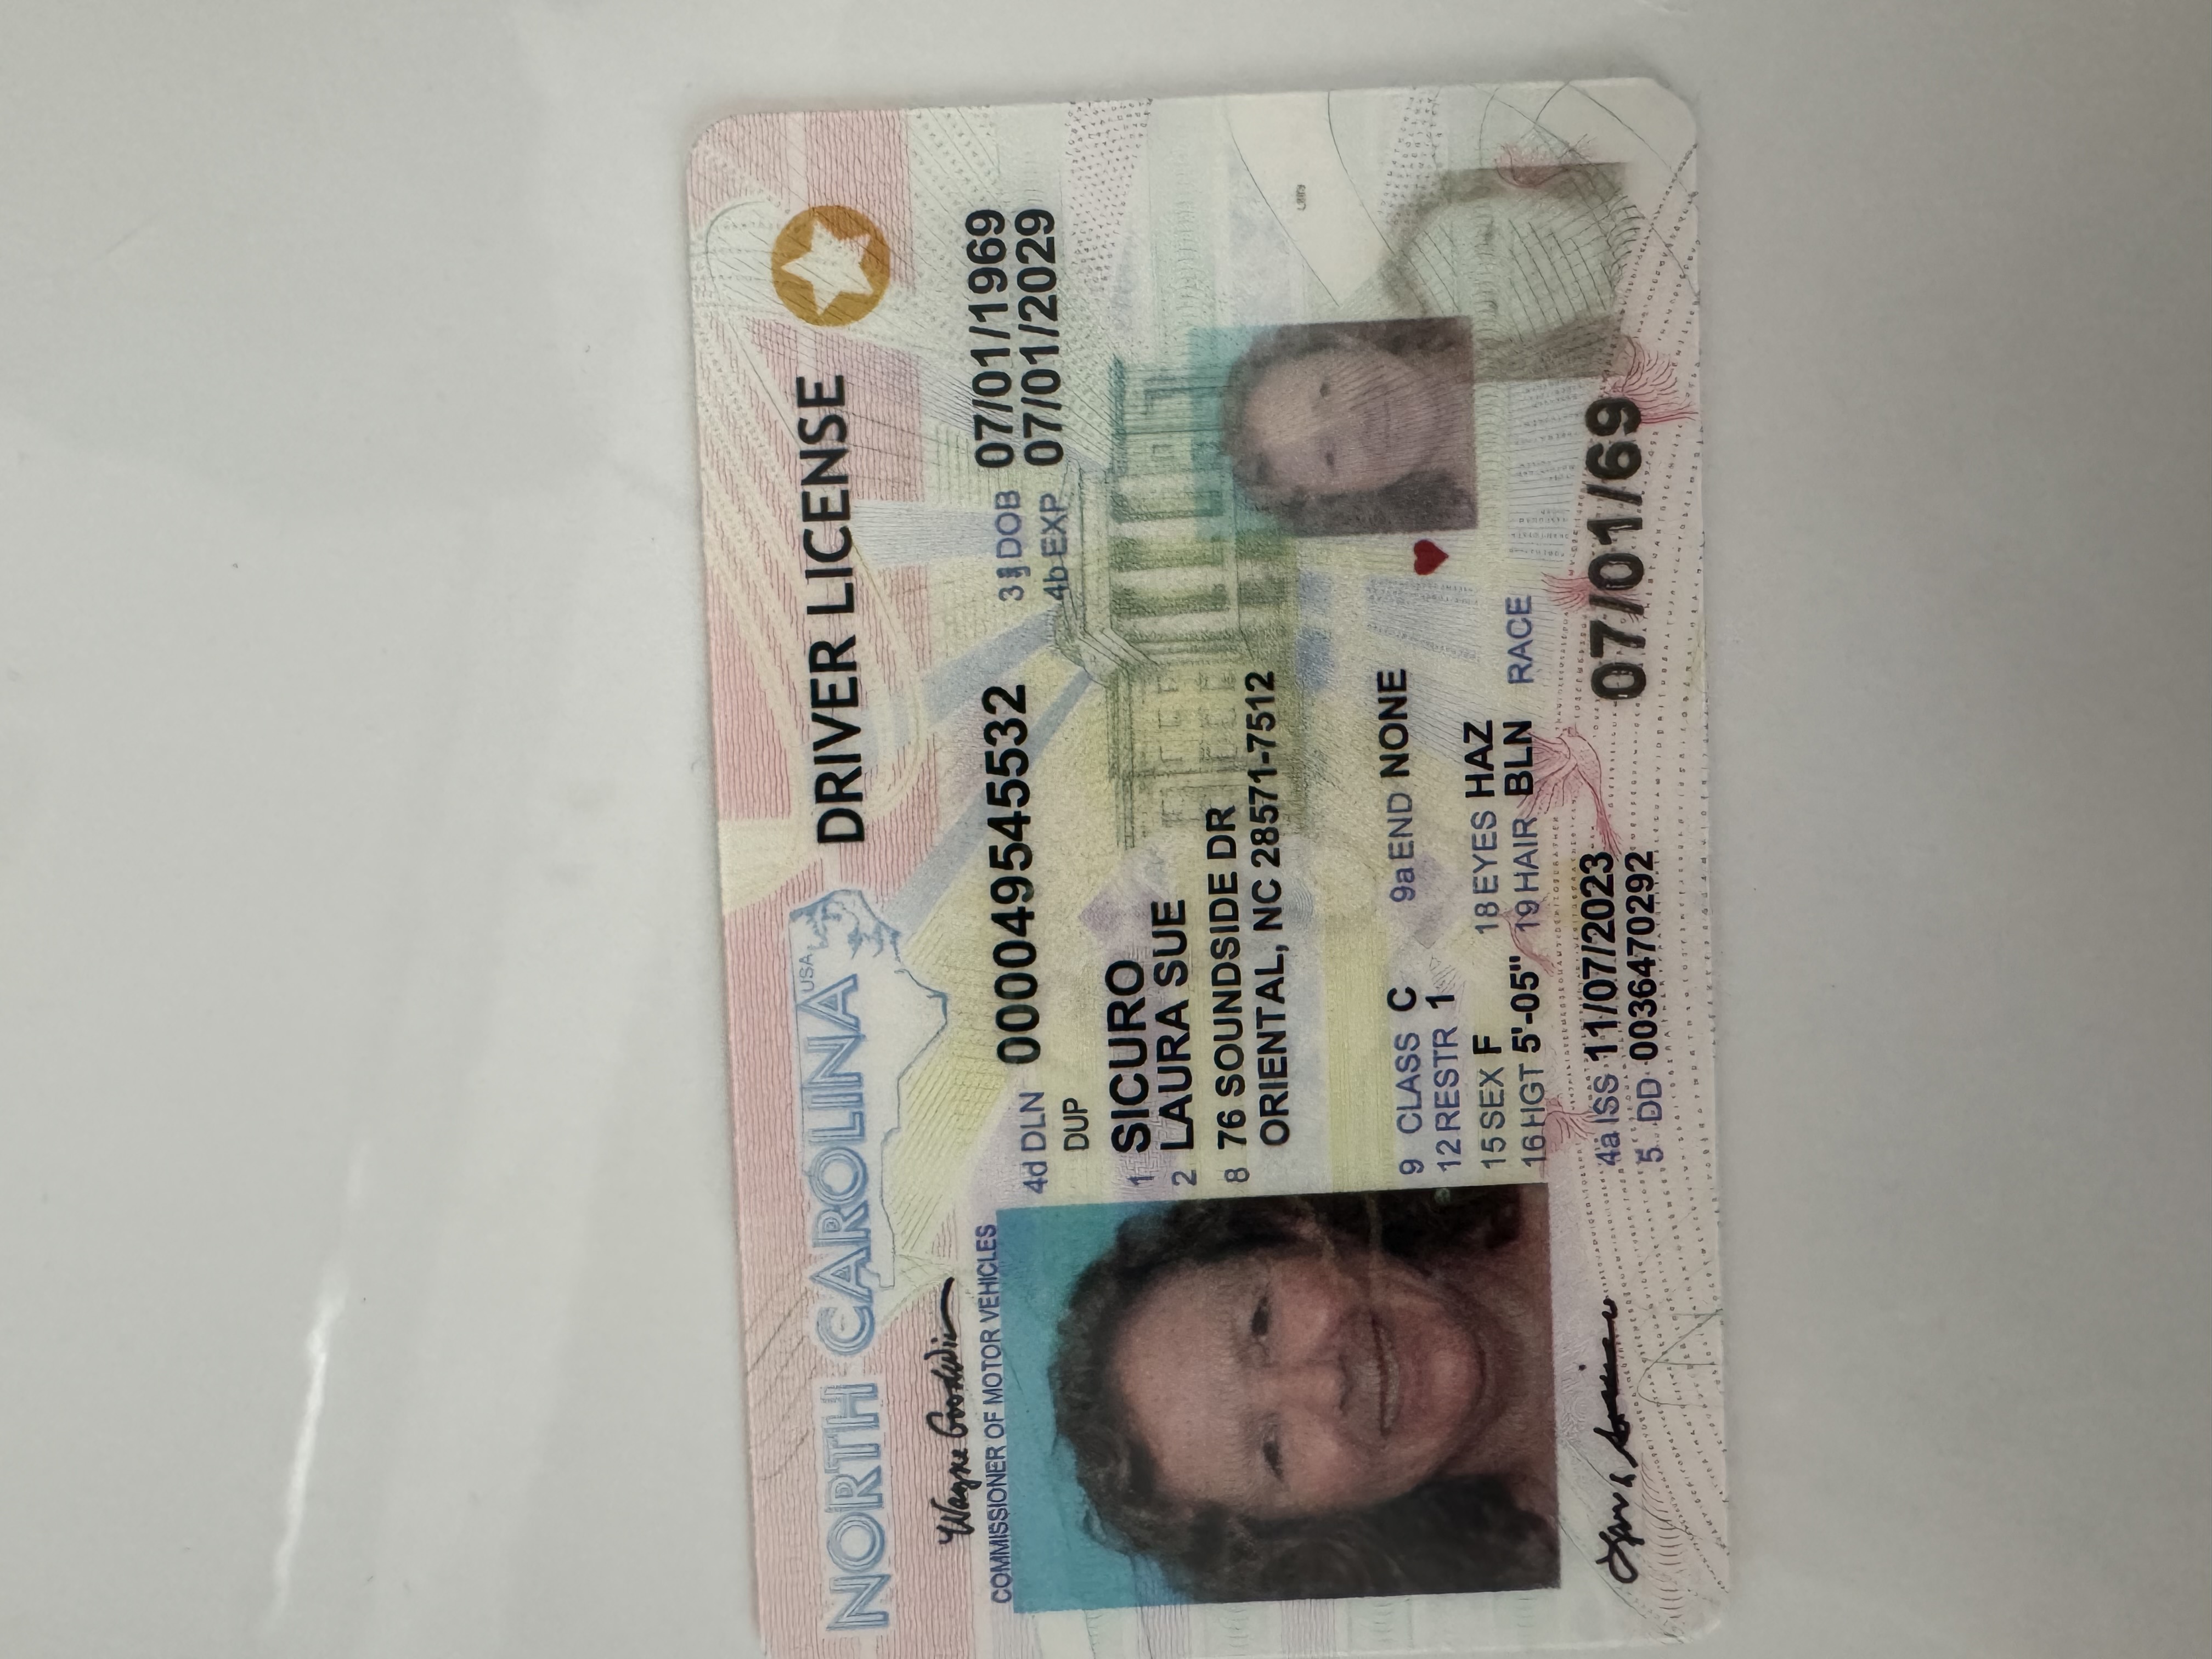 NORTH CAROLINA USA
DRIVER LICENSE
Wayne Goodwin
COMMISSIONER OF MOTOR VEHICLES
4d DLN 000049545532
3 DOB 07/01/1969
DUP
4b EXP 07/01/2029
1 SICURO
2 LAURA SUE
8 76 SOUNDSIDE DR
ORIENTAL, NC 28571-7512
9 CLASS C 9a END NONE
12 RESTR 1
15 SEX F 18 EYES HAZ
16 HGT 5'-05" 19 HAIR BLN RACE
4a ISS 11/07/2023
07/01/69
5 DD 0036470292